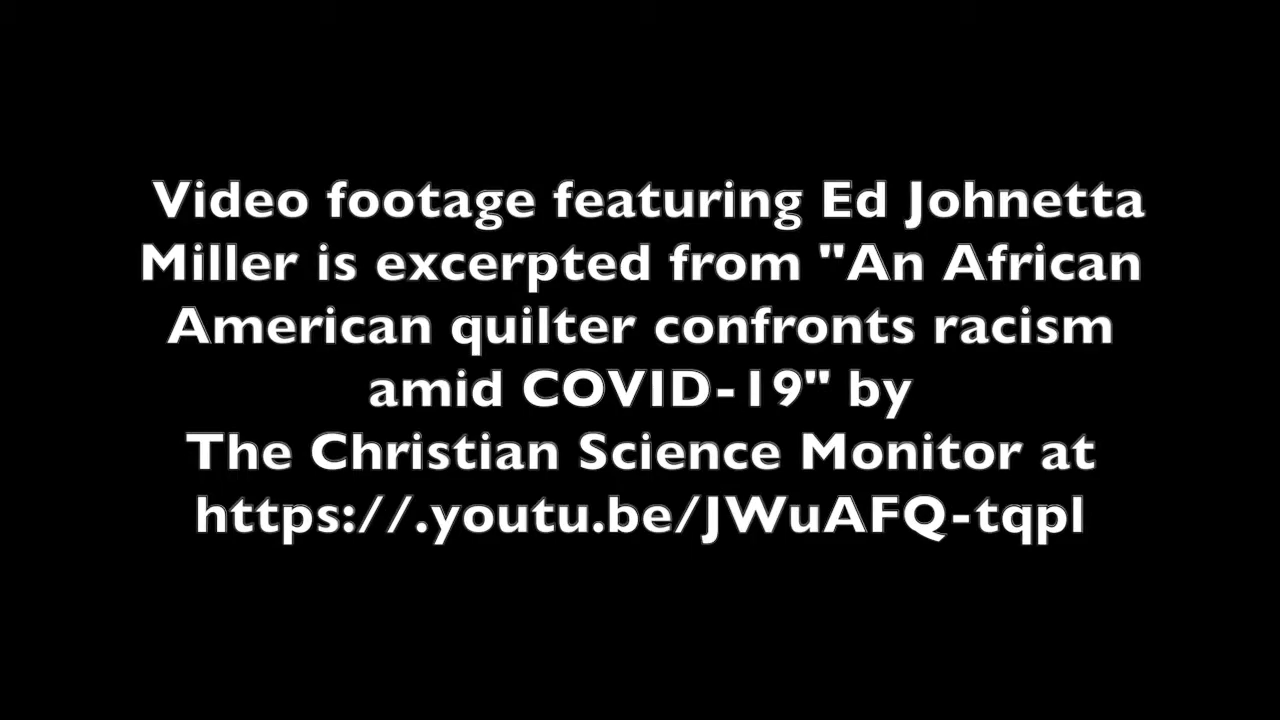 Video footage featuring Ed Johnetta
Miller is excerpted from "An African
American quilter confronts racism
amid COVID-19" by
The Christian Science Monitor at
https://.youtu.be/JWuAFQ-tqpl